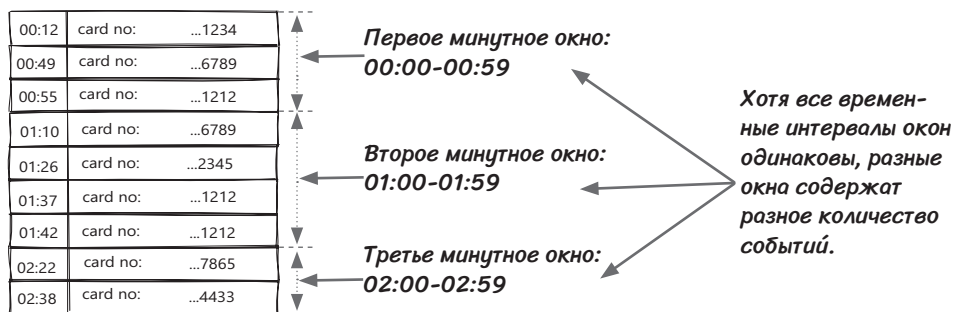 00:12 card no: ...1234
00:49 card no: ...6789
00:55 card no: ...1212
01:10 card no: ...6789
01:26 card no: ...2345
01:37 card no: ...1212
01:42 card no: ...1212
02:22 card no: ...7865
02:38 card no: ...4433
Первое минутное окно:
00:00-00:59
Второе минутное окно:
01:00-01:59
Третье минутное окно:
02:00-02:59
Хотя все времен-
ные интервалы окон
одинаковы, разные
окна содержат
разное количество
событий.